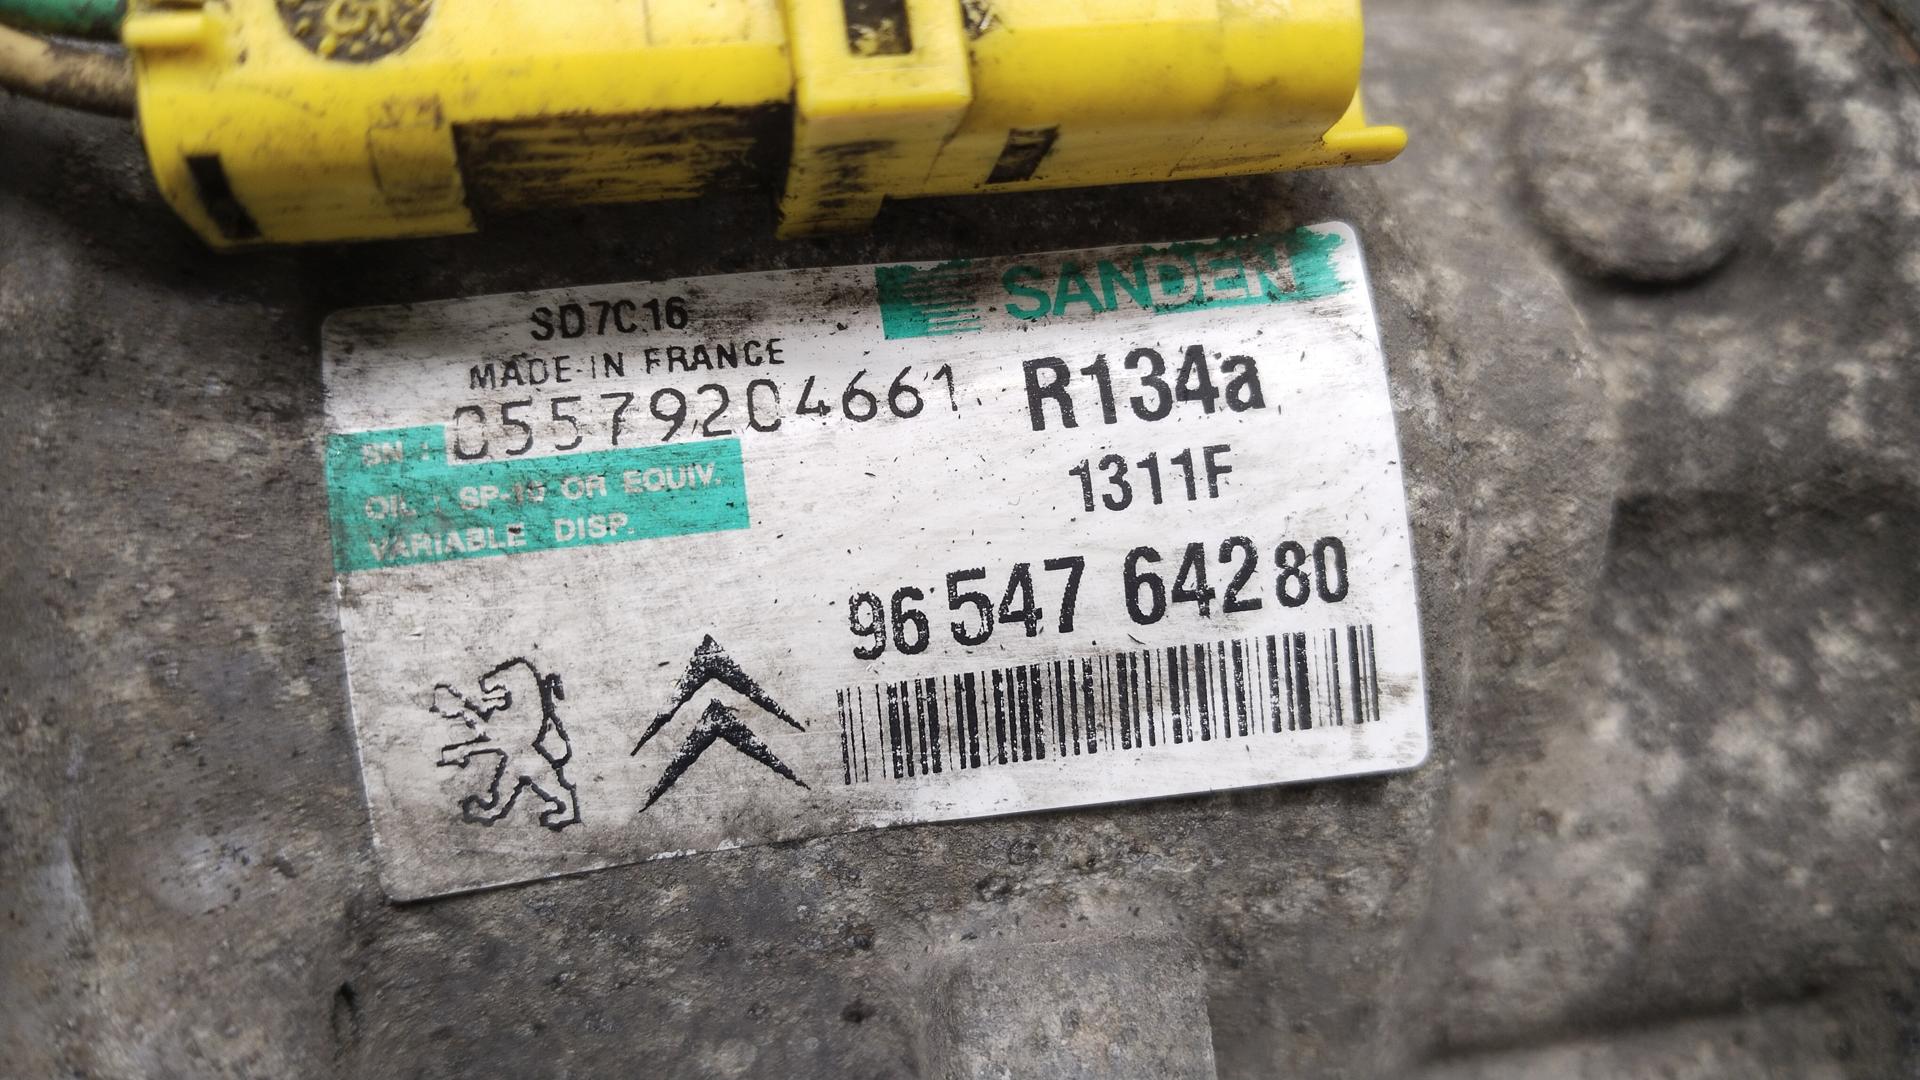 SANDEN
SD7C16
MADE IN FRANCE
R134a
SN : 05579204661
OIL : SP-10 OR EQUIV.
VARIABLE DISP.
1311F
96 547 642 80